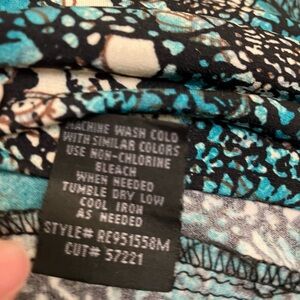 MACHINE WASH COLD
WITH SIMILAR COLORS
USE NON-CHLORINE
BLEACH
WHEN NEEDED
TUMBLE DRY LOW
COOL IRON
AS NEEDED
STYLE# RE951558M
CUT# 57221